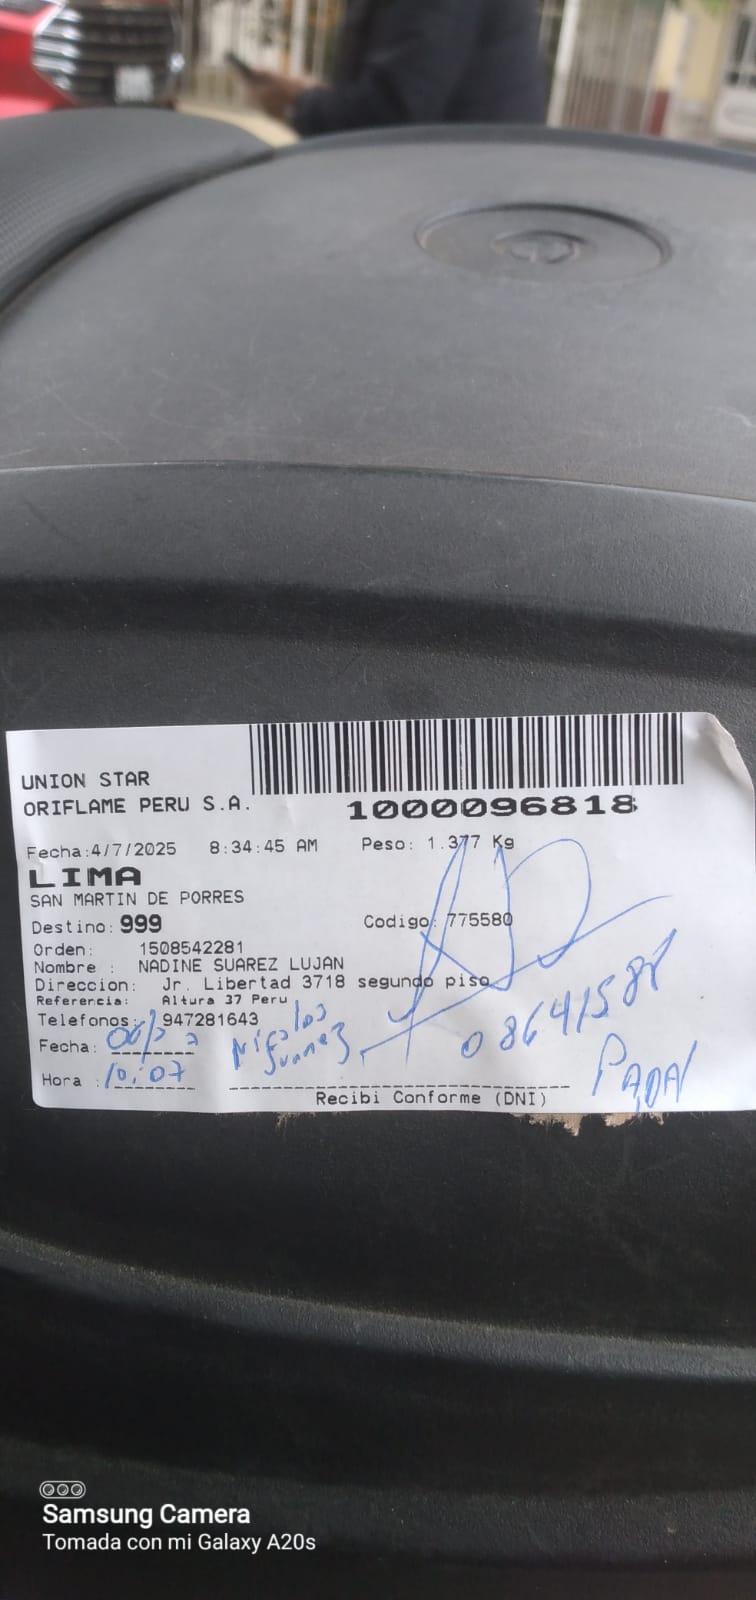 UNION STAR
ORIFLAME PERU S.A.
1000096818
Fecha:4/7/2025 8:34:45 AM Peso: 1.377 Kg
LIMA
SAN MARTIN DE PORRES
Destino: 999 Codigo: 775580
Orden: 1508542281
Nombre : NADINE SUAREZ LUJAN
Direccion: Jr. Libertad 3718 segundo piso
Referencia: Altura 37 Peru
Telefonos: 947281643
Fecha:
Hora : 10:07
Recibi Conforme (DNI)
Samsung Camera
Tomada con mi Galaxy A20s